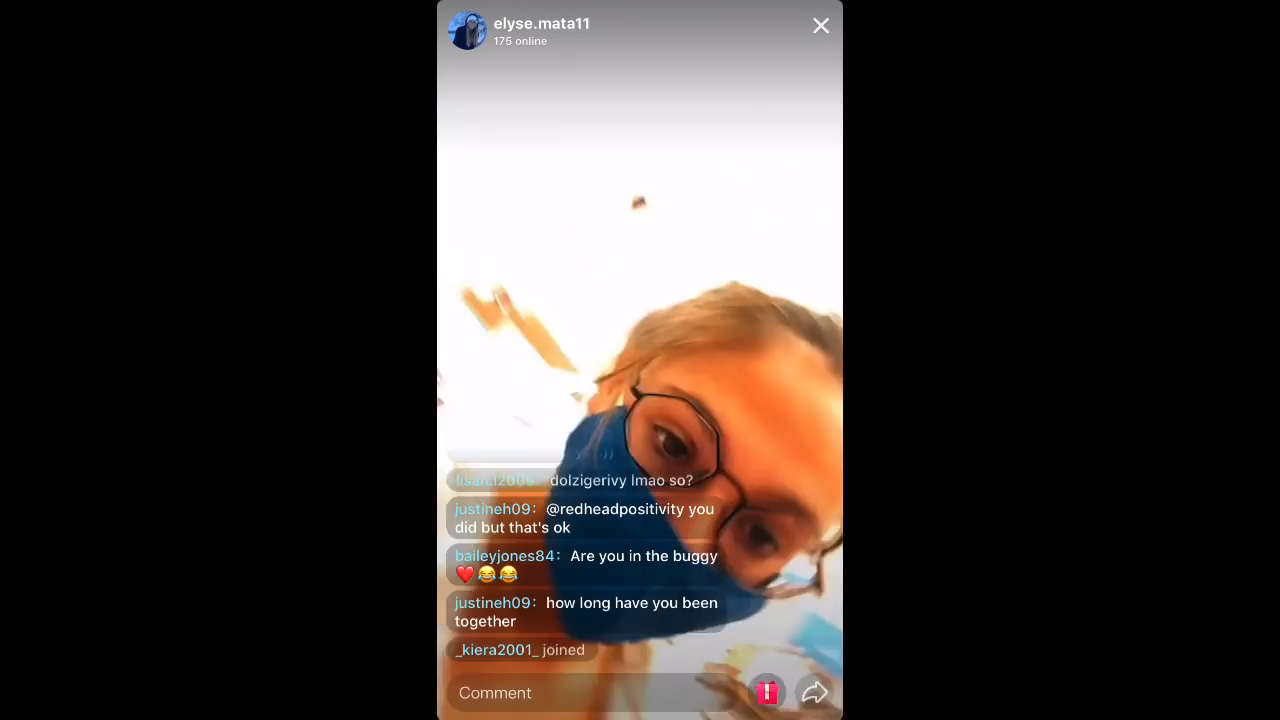 elyse.mata11
175 online
dolzigerivy lmao so?
justineh09: @redheadpositivity you
did but that's ok
baileyjones84: Are you in the buggy
❤️😂😂
justineh09: how long have you been
together
_kiera2001_ joined
Comment